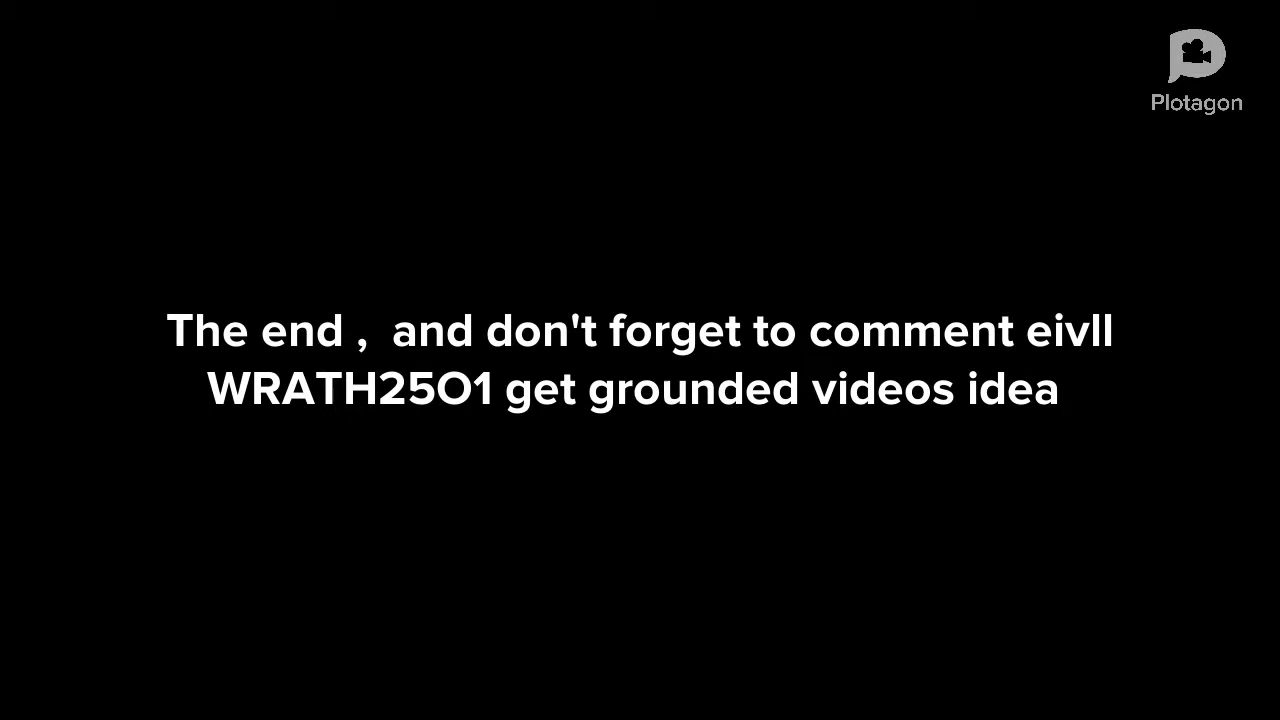 Plotagon
The end ,  and don't forget to comment eivll
WRATH25O1 get grounded videos idea